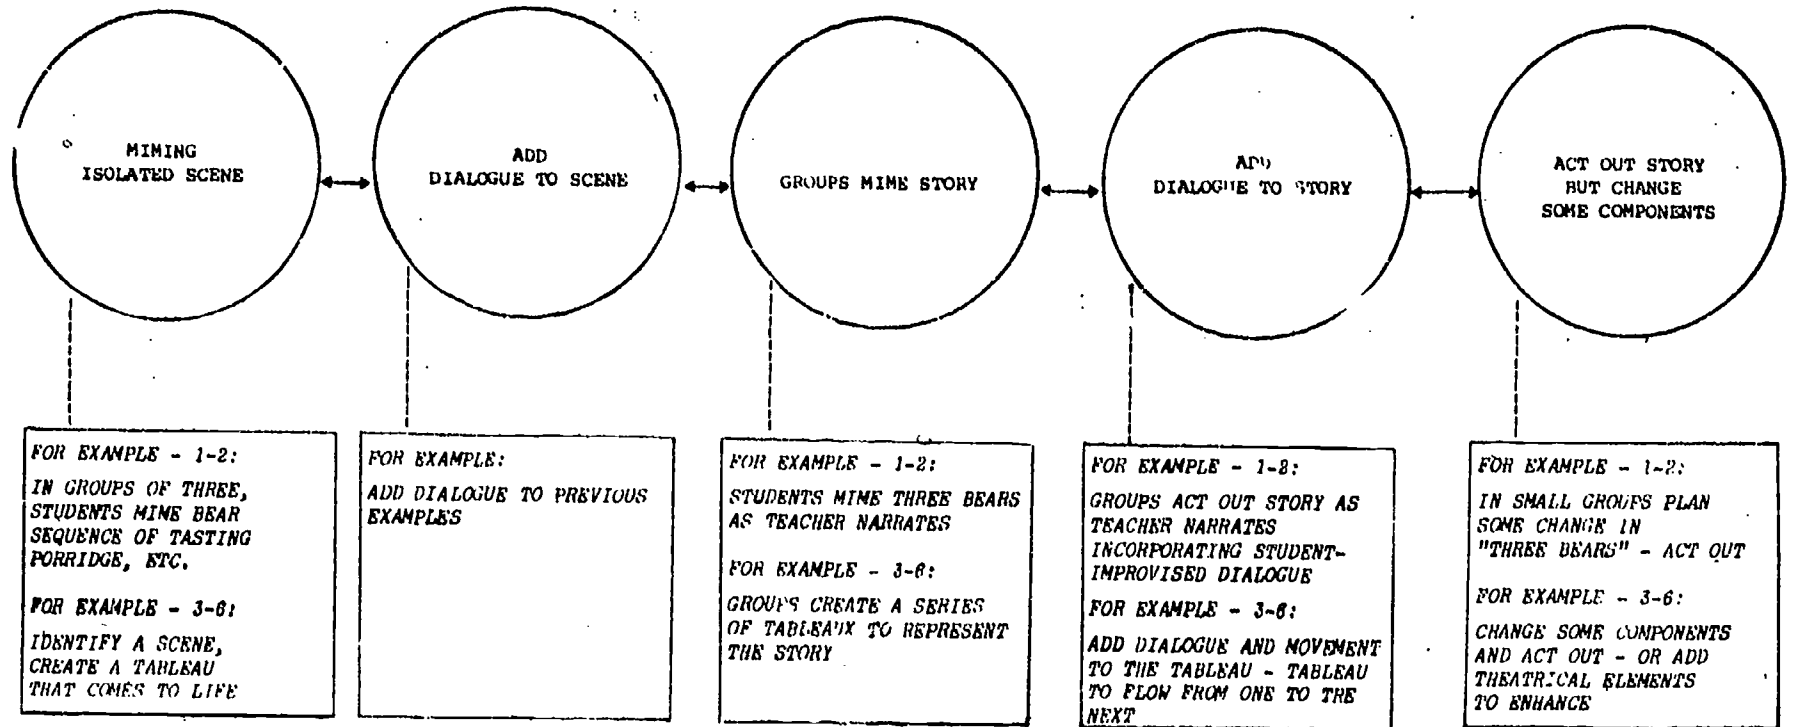 MIMING
ISOLATED SCENE
ADD
DIALOGUE TO SCENE
GROUPS MIME STORY
ADD
DIALOGUE TO STORY
ACT OUT STORY
BUT CHANGE
SOME COMPONENTS
FOR EXAMPLE - 1-2:
IN GROUPS OF THREE,
STUDENTS MIME BEAR
SEQUENCE OF TASTING
PORRIDGE, ETC.
FOR EXAMPLE - 3-6:
IDENTIFY A SCENE,
CREATE A TABLEAU
THAT COMES TO LIFE
FOR EXAMPLE:
ADD DIALOGUE TO PREVIOUS
EXAMPLES
FOR EXAMPLE - 1-2:
STUDENTS MIME THREE BEARS
AS TEACHER NARRATES
FOR EXAMPLE - 3-6:
GROUPS CREATE A SERIES
OF TABLEAUX TO REPRESENT
THE STORY
FOR EXAMPLE - 1-2:
GROUPS ACT OUT STORY AS
TEACHER NARRATES
INCORPORATING STUDENT-
IMPROVISED DIALOGUE
FOR EXAMPLE - 3-6:
ADD DIALOGUE AND MOVEMENT
TO THE TABLEAU - TABLEAU
TO FLOW FROM ONE TO THE
NEXT
FOR EXAMPLE - 1-2:
IN SMALL GROUPS PLAN
SOME CHANGE IN
"THREE BEARS" - ACT OUT
FOR EXAMPLE - 3-6:
CHANGE SOME COMPONENTS
AND ACT OUT - OR ADD
THEATRICAL ELEMENTS
TO ENHANCE